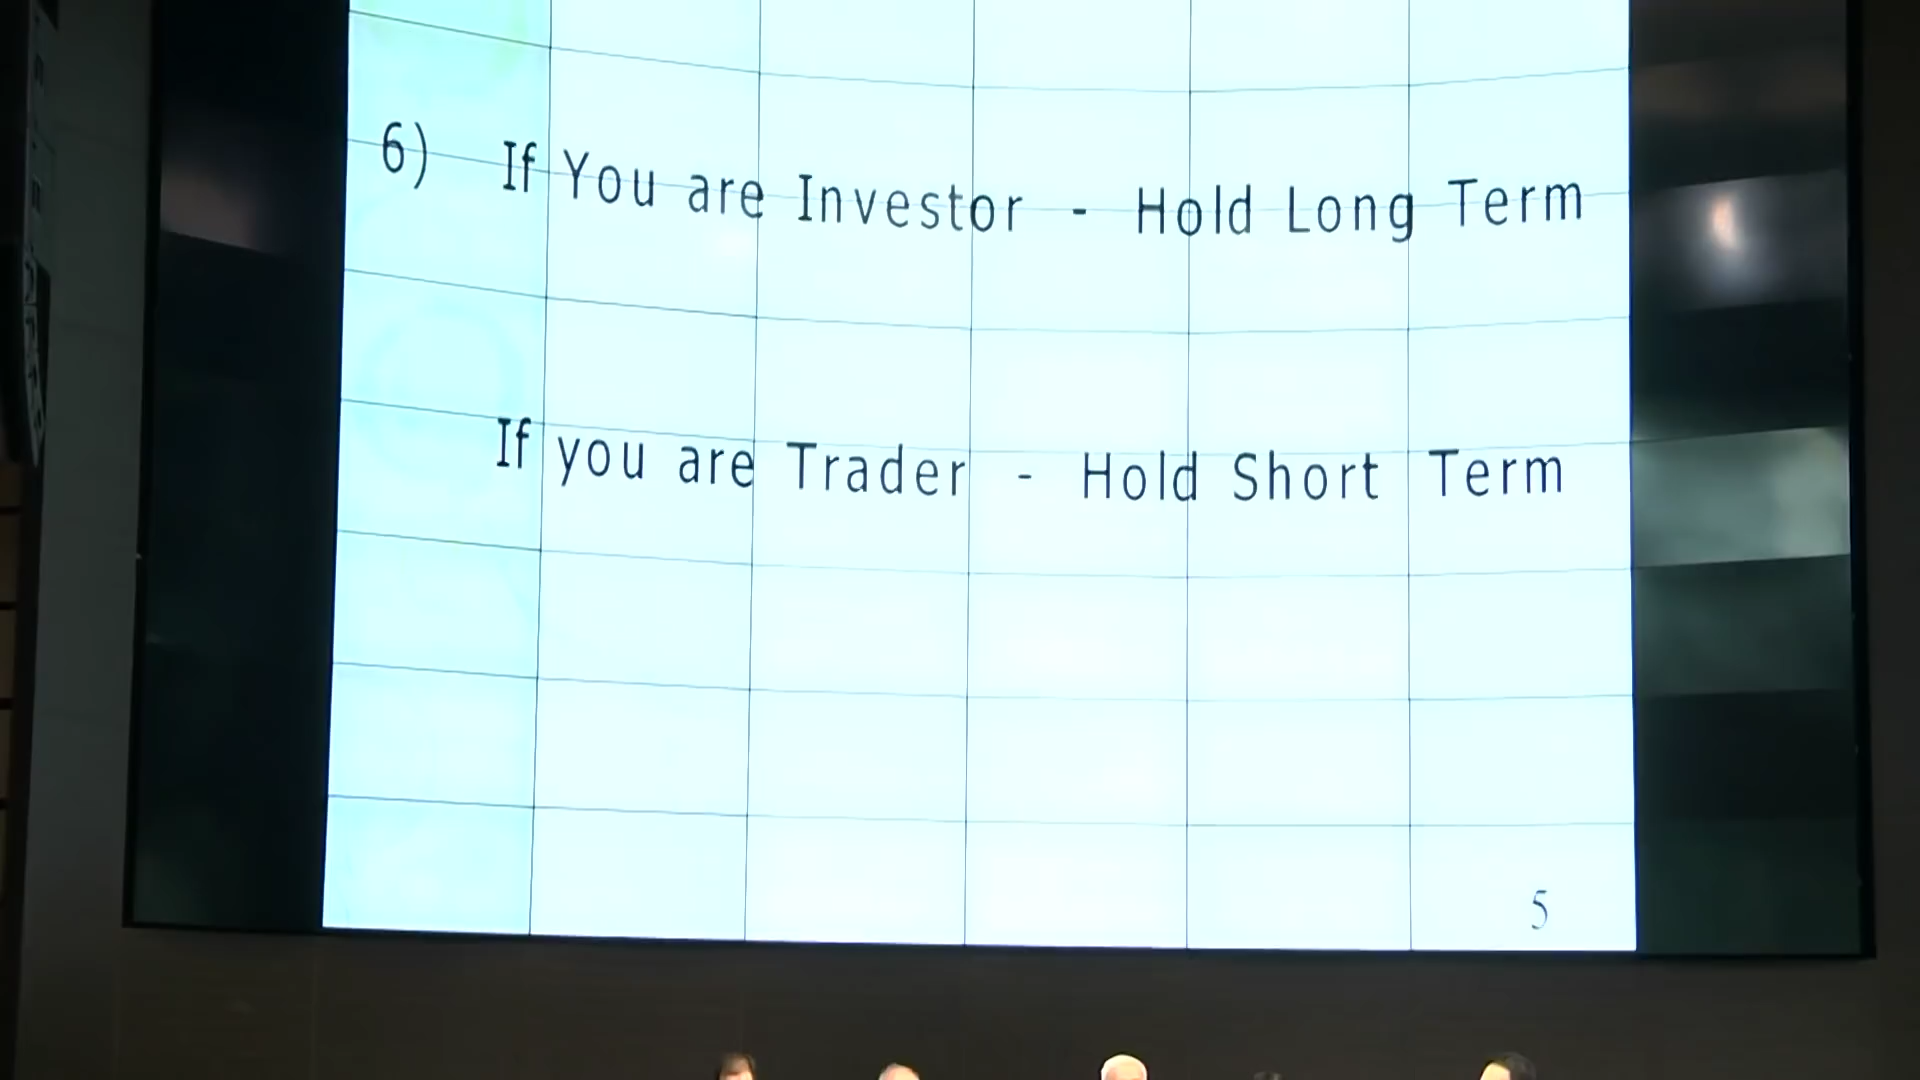 6) If You are Investor - Hold Long Term
If you are Trader - Hold Short Term
5